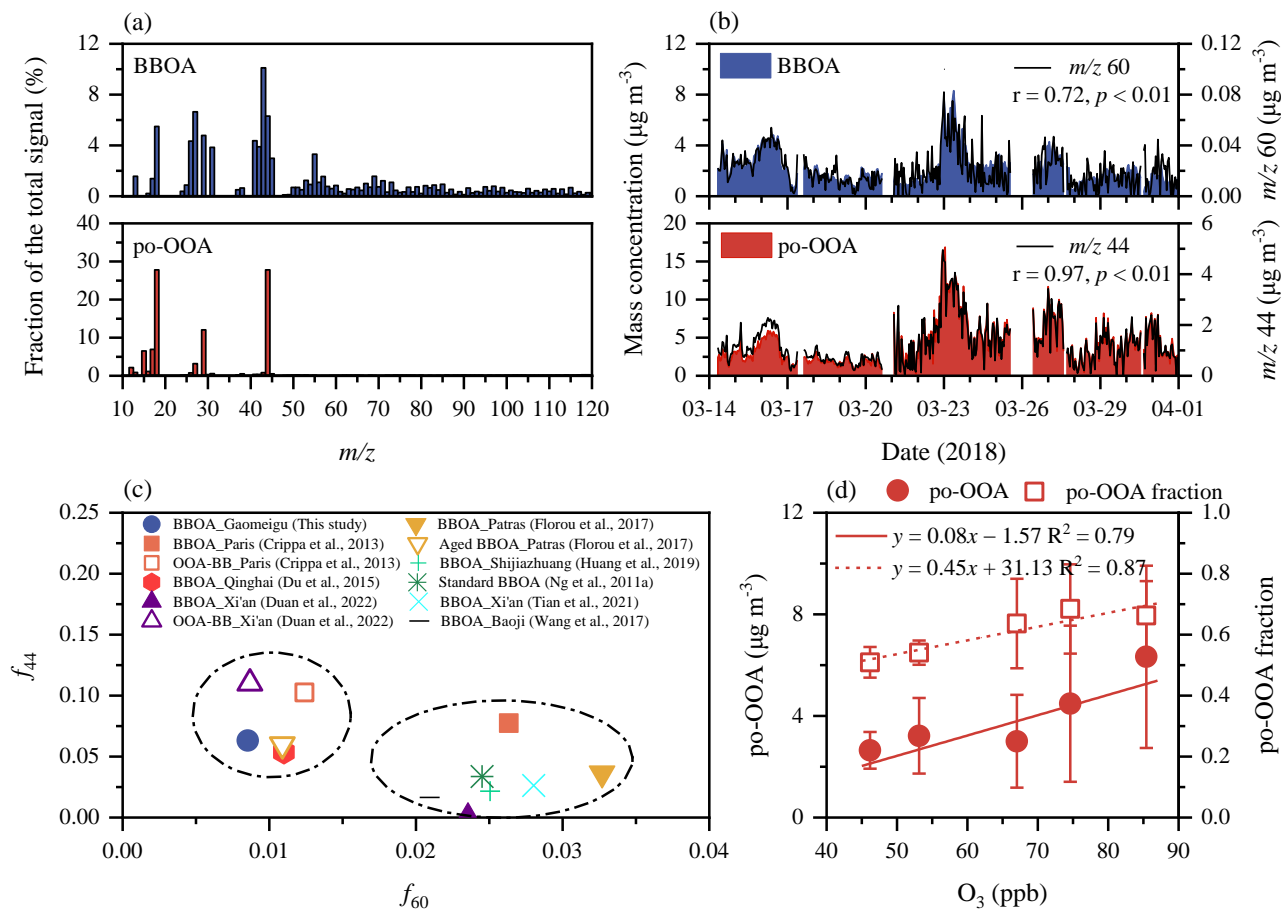 (a)
Fraction of the total signal (%)
12
8
4
0
BBOA
40
30
20
10
0
po-OOA
10 20 30 40 50 60 70 80 90 100 110 120
m/z
(b)
Mass concentration (μg m-3)
12
8
4
0
BBOA
m/z 60
r = 0.72, p < 0.01
0.12
0.08
0.04
0.00
m/z 60 (μg m-3)
20
15
10
5
0
po-OOA
m/z 44
r = 0.97, p < 0.01
6
4
2
0
m/z 44 (μg m-3)
03-14 03-17 03-20 03-23 03-26 03-29 04-01
Date (2018)
(c)
f44
0.25
0.20
0.15
0.10
0.05
0.00
BBOA_Gaomeigu (This study)
BBOA_Paris (Crippa et al., 2013)
OOA-BB_Paris (Crippa et al., 2013)
BBOA_Qinghai (Du et al., 2015)
BBOA_Xi'an (Duan et al., 2022)
OOA-BB_Xi'an (Duan et al., 2022)
BBOA_Patras (Florou et al., 2017)
Aged BBOA_Patras (Florou et al., 2017)
BBOA_Shijiazhuang (Huang et al., 2019)
Standard BBOA (Ng et al., 2011a)
BBOA_Xi'an (Tian et al., 2021)
BBOA_Baoji (Wang et al., 2017)
0.00 0.01 0.02 0.03 0.04
f60
(d)
po-OOA
po-OOA fraction
po-OOA (μg m-3)
12
8
4
0
y = 0.08x − 1.57 R2 = 0.79
y = 0.45x + 31.13 R2 = 0.87
1.0
0.8
0.6
0.4
0.2
0.0
po-OOA fraction
40 50 60 70 80 90
O3 (ppb)